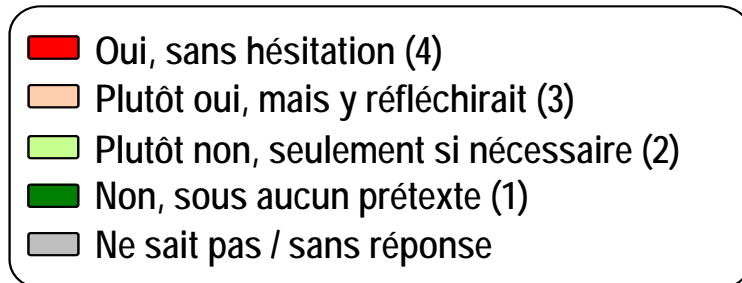 Oui, sans hésitation (4)
Plutôt oui, mais y réfléchirait (3)
Plutôt non, seulement si nécessaire (2)
Non, sous aucun prétexte (1)
Ne sait pas / sans réponse